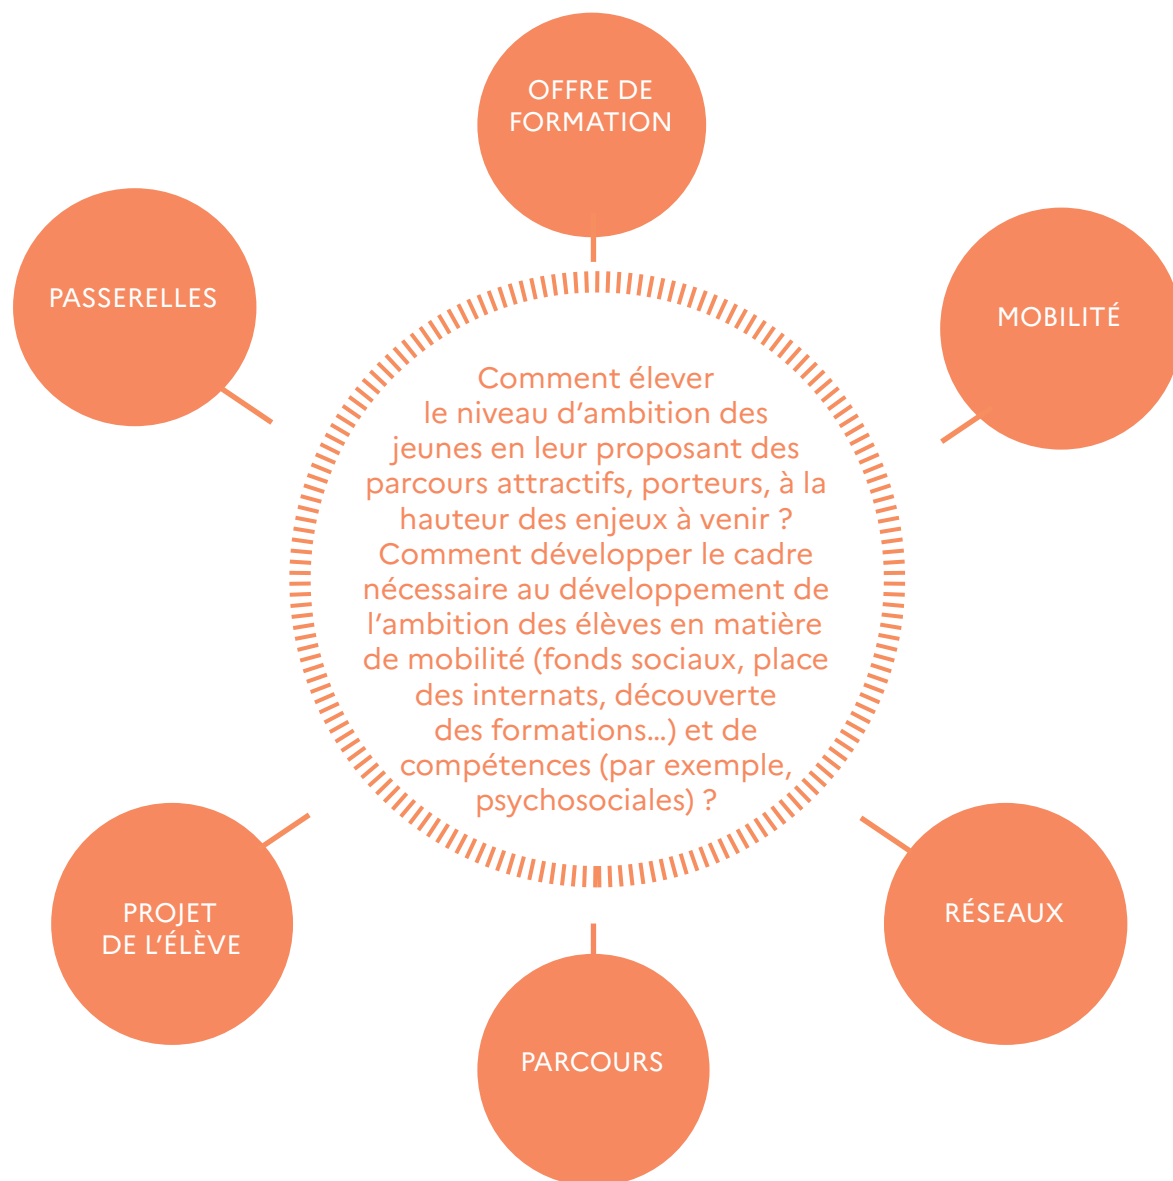 OFFRE DE
FORMATION
PASSERELLES
MOBILITÉ
Comment élever
le niveau d’ambition des
jeunes en leur proposant des
parcours attractifs, porteurs, à la
hauteur des enjeux à venir ?
Comment développer le cadre
nécessaire au développement de
l’ambition des élèves en matière
de mobilité (fonds sociaux, place
des internats, découverte
des formations…) et de
compétences (par exemple,
psychosociales) ?
PROJET
DE L’ÉLÈVE
RÉSEAUX
PARCOURS